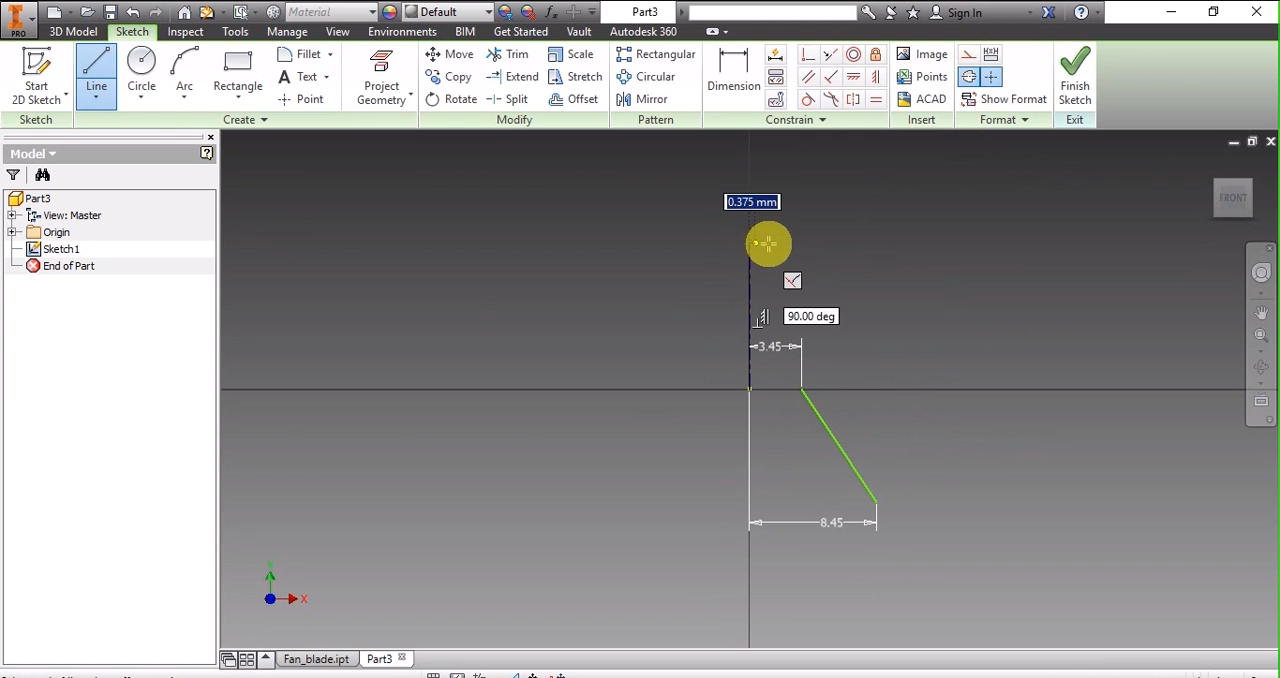 Material
Default
Part3
Sign In
PRO
3D Model Sketch Inspect Tools Manage View Environments BIM Get Started Vault Autodesk 360
Start
2D Sketch
Line
Circle
Arc
Rectangle
Fillet
Text
Point
Project
Geometry
Move
Copy
Rotate
Trim
Extend
Split
Scale
Stretch
Offset
Rectangular
Circular
Mirror
Dimension
Image
Points
ACAD
Show Format
Finish
Sketch
Sketch Create Modify Pattern Constrain Insert Format Exit
Model
Part3
View: Master
Origin
Sketch1
End of Part
0.375 mm
FRONT
90.00 deg
3.45
8.45
X
Fan_blade.ipt
Part3